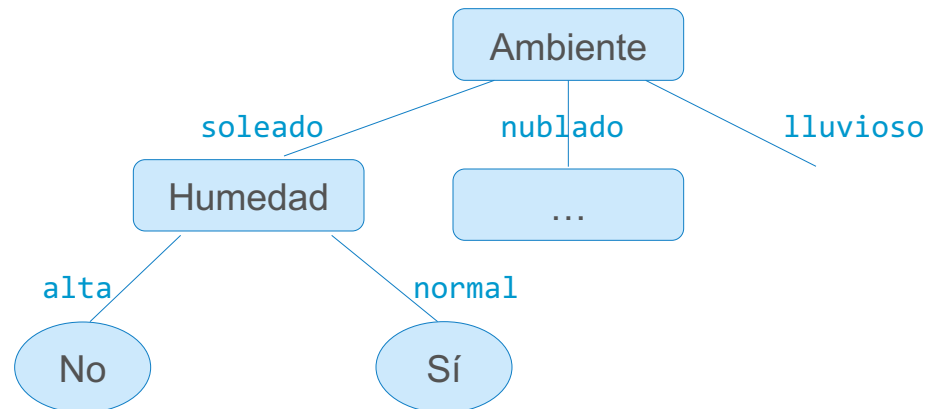 Ambiente
soleado
nublado
lluvioso
Humedad
…
alta
normal
No
Sí